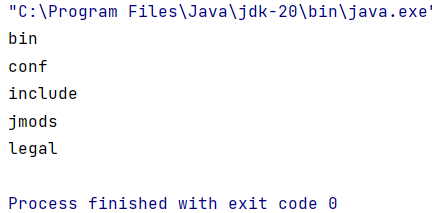 "C:\Program Files\Java\jdk-20\bin\java.exe"
bin
conf
include
jmods
legal
Process finished with exit code 0